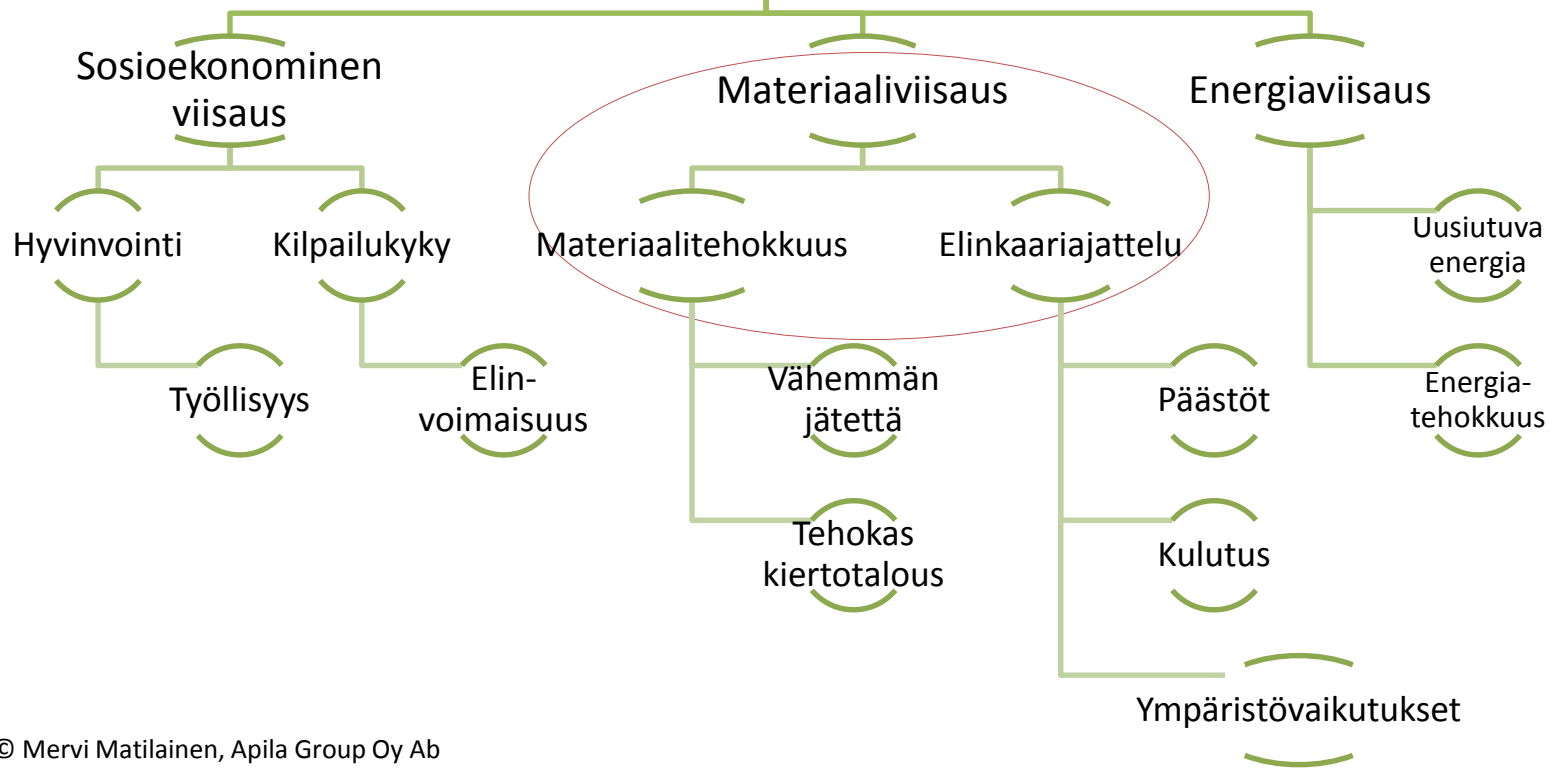 Sosioekonominen
viisaus
Materiaaliviisaus
Energiaviisaus
Hyvinvointi
Kilpailukyky
Materiaalitehokkuus
Elinkaariajattelu
Uusiutuva
energia
Työllisyys
Elin-
voimaisuus
Vähemmän
jätettä
Päästöt
Energia-
tehokkuus
Tehokas
kiertotalous
Kulutus
Ympäristövaikutukset
© Mervi Matilainen, Apila Group Oy Ab